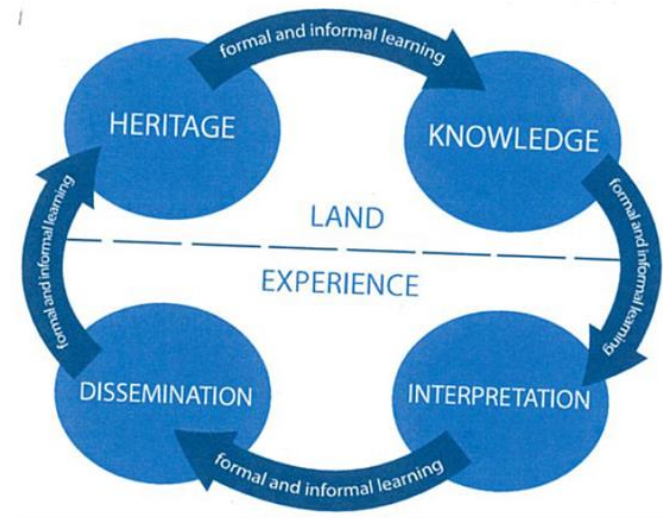 formal and informal learning
HERITAGE
KNOWLEDGE
LAND
formal and informal learning
formal and informal learning
EXPERIENCE
DISSEMINATION
INTERPRETATION
formal and informal learning